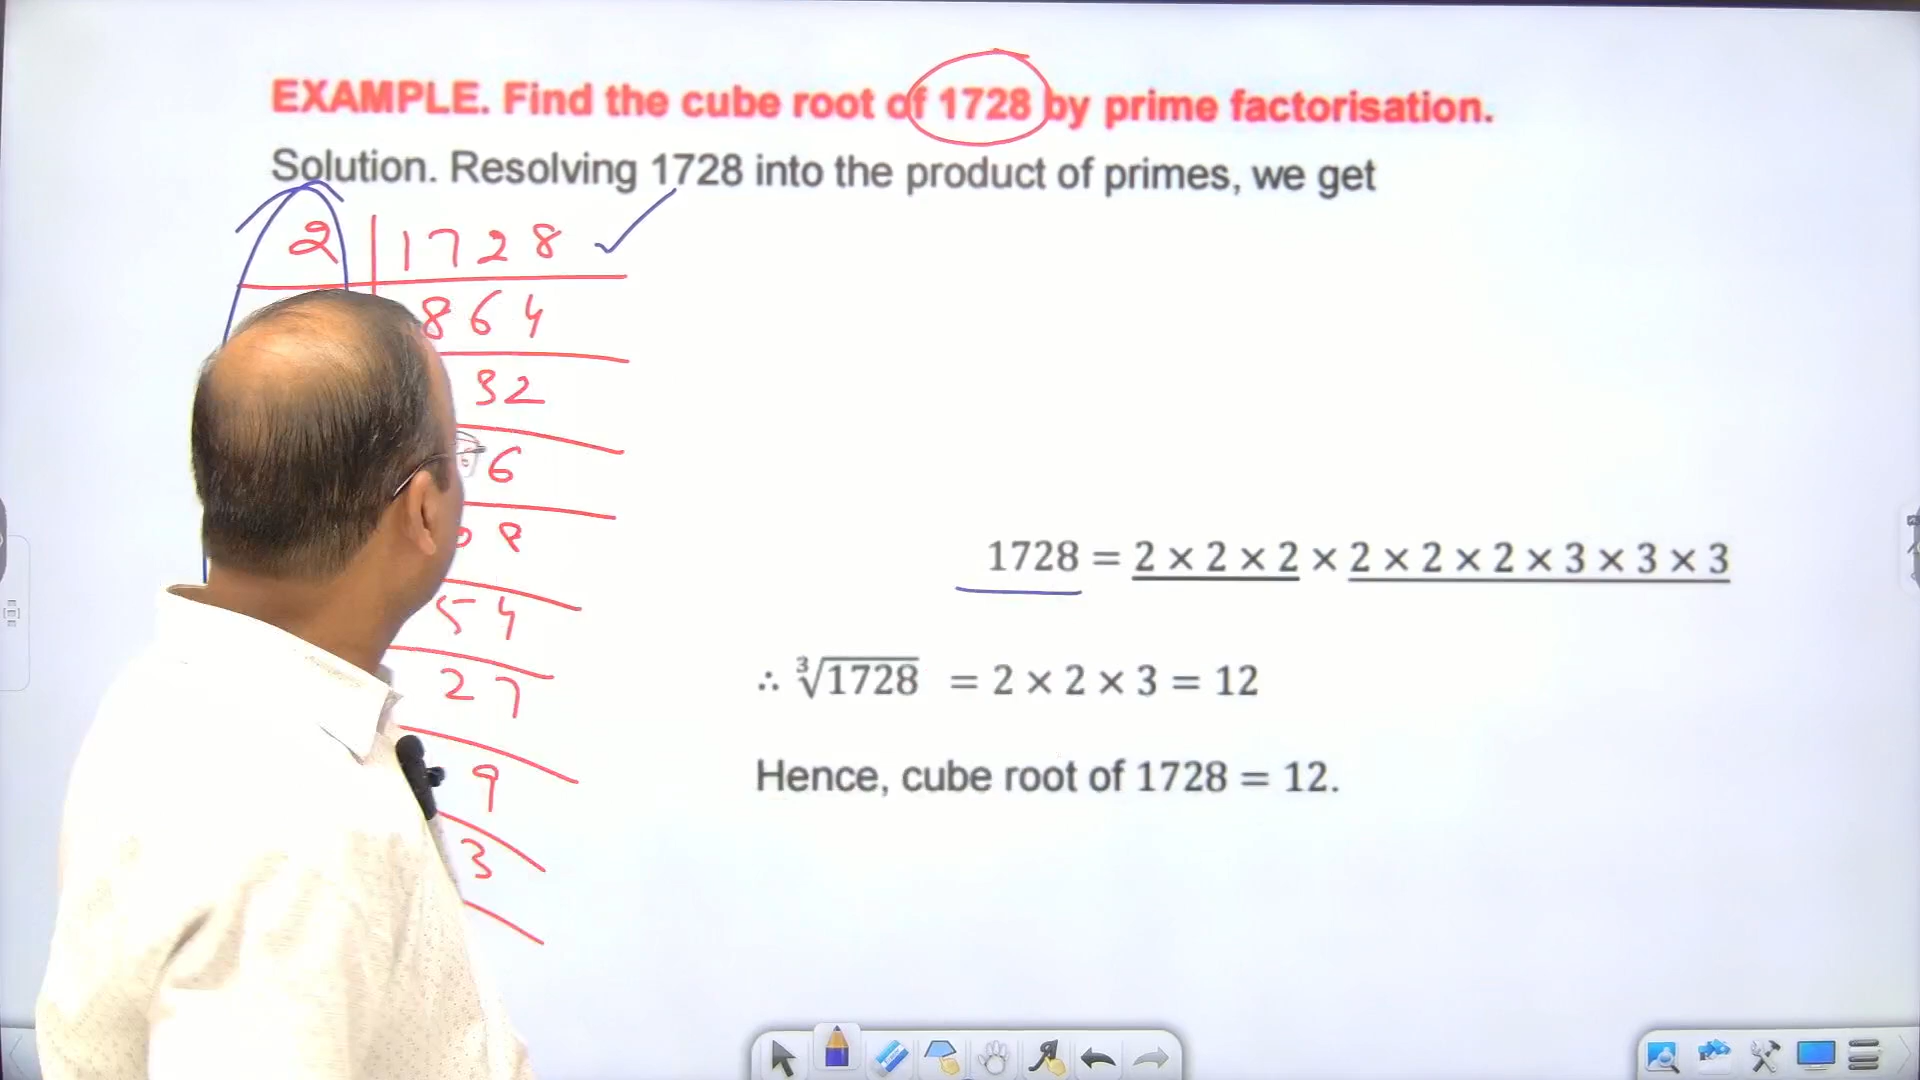 EXAMPLE. Find the cube root of 1728 by prime factorisation.
Solution. Resolving 1728 into the product of primes, we get
2 | 1728
864
32
6
08
54
27
9
3
1728 = 2 × 2 × 2 × 2 × 2 × 2 × 3 × 3 × 3
∴ ∛1728 = 2 × 2 × 3 = 12
Hence, cube root of 1728 = 12.